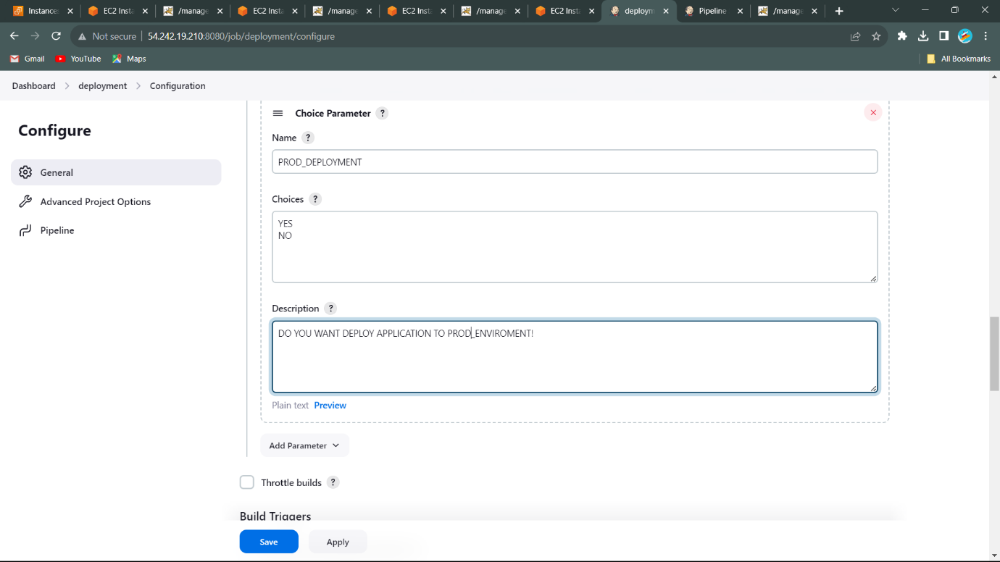 Instances
EC2 Insta
/manage
EC2 Insta
/manage
EC2 Insta
/manage
EC2 Insta
deploym
Pipeline
/manage
Not secure
54.242.19.210:8080/job/deployment/configure
Gmail
YouTube
Maps
All Bookmarks
Dashboard
deployment
Configuration
Configure
General
Advanced Project Options
Pipeline
Choice Parameter ?
Name ?
PROD_DEPLOYMENT
Choices ?
YES
NO
Description ?
DO YOU WANT DEPLOY APPLICATION TO PROD_ENVIROMENT!
Plain text Preview
Add Parameter
Throttle builds ?
Build Triggers
Save
Apply